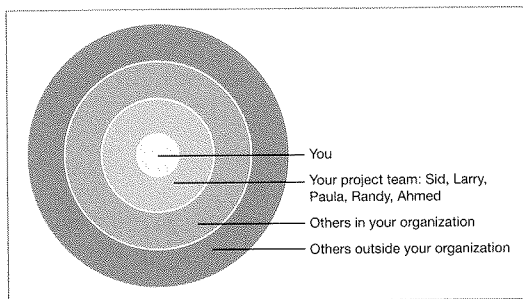 You
Your project team: Sid, Larry,
Paula, Randy, Ahmed
Others in your organization
Others outside your organization